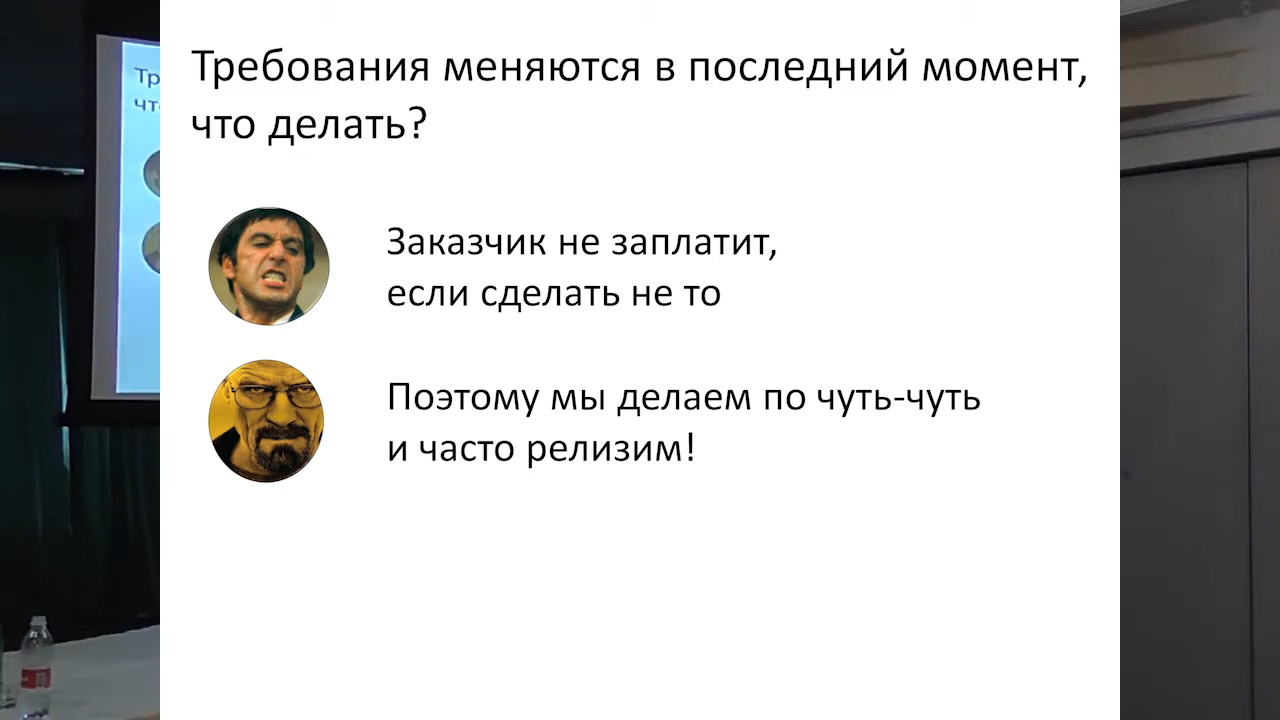 Требования меняются в последний момент,
что делать?
Заказчик не заплатит,
если сделать не то
Поэтому мы делаем по чуть-чуть
и часто релизим!